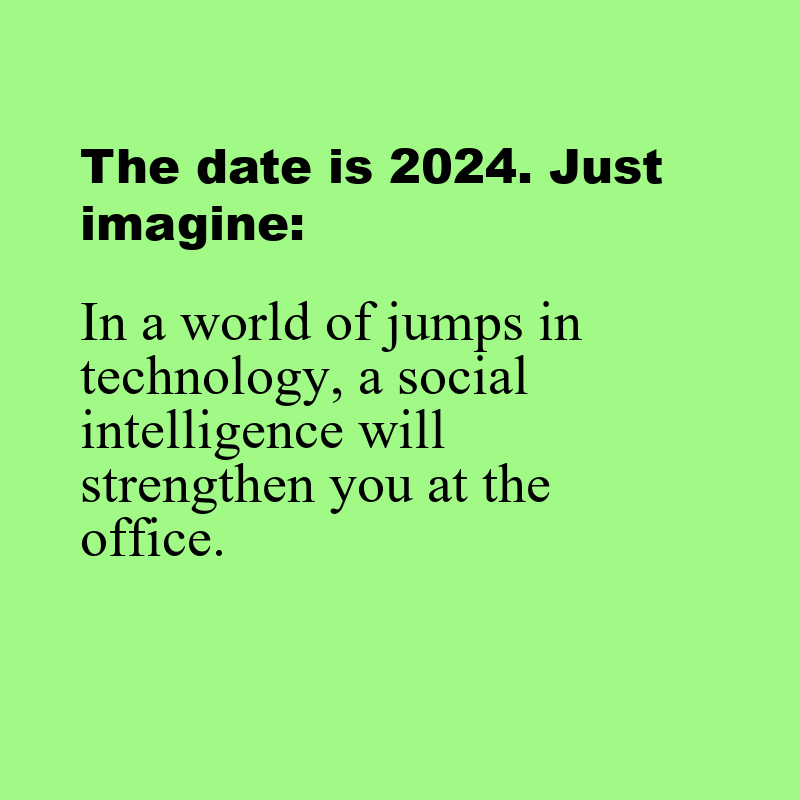 The date is 2024. Just
imagine:
In a world of jumps in
technology, a social
intelligence will
strengthen you at the
office.